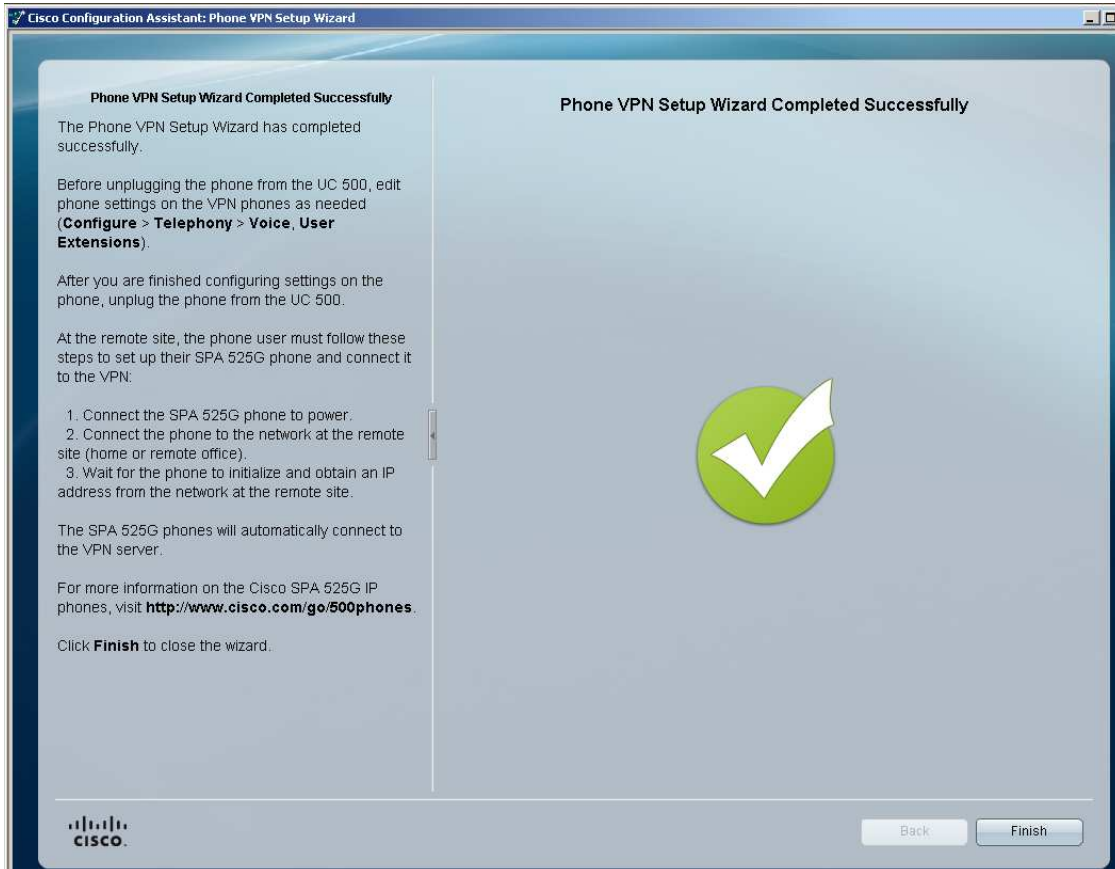 Cisco Configuration Assistant: Phone VPN Setup Wizard
Phone VPN Setup Wizard Completed Successfully
The Phone VPN Setup Wizard has completed
successfully.
Before unplugging the phone from the UC 500, edit
phone settings on the VPN phones as needed
(Configure > Telephony > Voice, User
Extensions).
After you are finished configuring settings on the
phone, unplug the phone from the UC 500.
At the remote site, the phone user must follow these
steps to set up their SPA 525G phone and connect it
to the VPN:
1. Connect the SPA 525G phone to power.
2. Connect the phone to the network at the remote
site (home or remote office).
3. Wait for the phone to initialize and obtain an IP
address from the network at the remote site.
The SPA 525G phones will automatically connect to
the VPN server.
For more information on the Cisco SPA 525G IP
phones, visit http://www.cisco.com/go/500phones.
Click Finish to close the wizard.
Phone VPN Setup Wizard Completed Successfully
CISCO.
Back
Finish